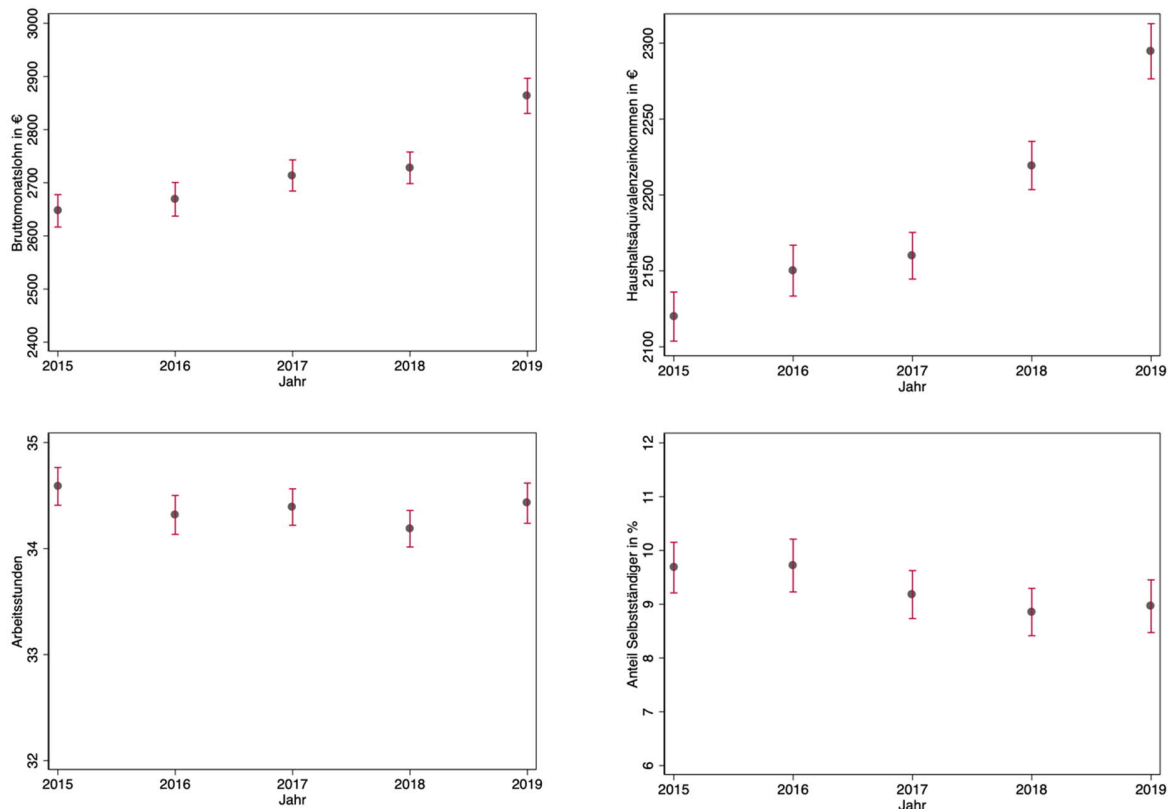 Bruttomonatslohn in €
3000
2900
2800
2700
2600
2500
2400
2015 2016 2017 2018 2019
Jahr
Haushaltsäquivalenzeinkommen in €
2300
2250
2200
2150
2100
2015 2016 2017 2018 2019
Jahr
Arbeitsstunden
35
34
33
32
2015 2016 2017 2018 2019
Jahr
Anteil Selbstständiger in %
12
11
10
9
8
7
6
2015 2016 2017 2018 2019
Jahr